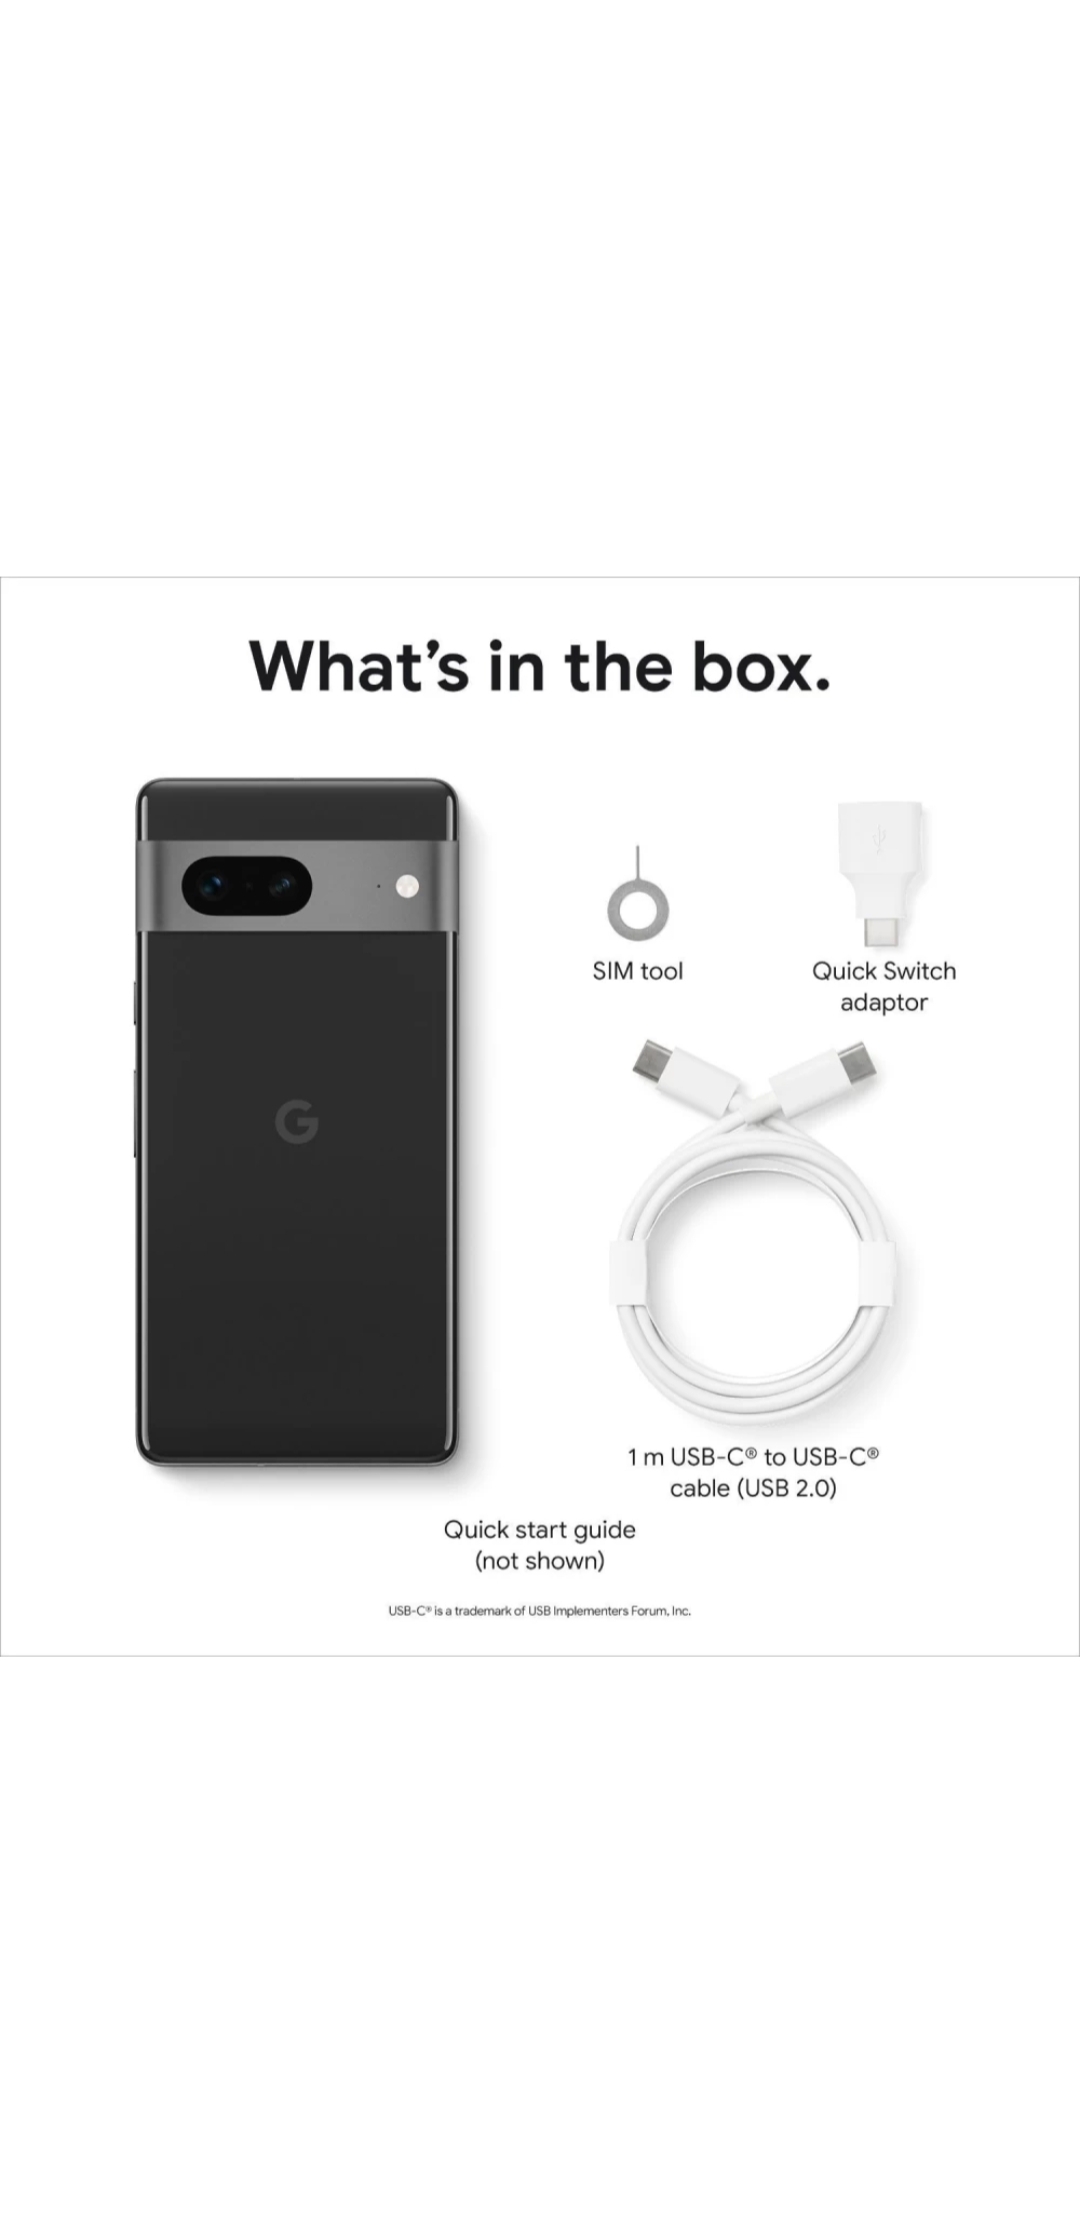 What's in the box.
G
SIM tool
Quick Switch
adaptor
1 m USB-C® to USB-C®
cable (USB 2.0)
Quick start guide
(not shown)
USB-C® is a trademark of USB Implementers Forum, Inc.